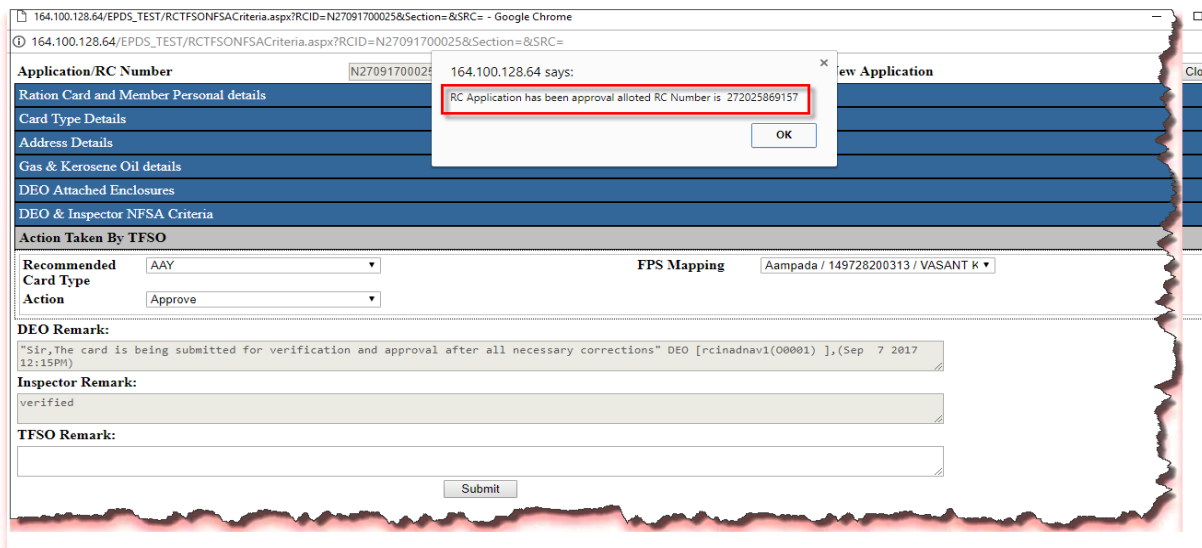 164.100.128.64/EPDS_TEST/RCTFSONFSACriteria.aspx?RCID=N27091700025&Section=&SRC= - Google Chrome
164.100.128.64/EPDS_TEST/RCTFSONFSACriteria.aspx?RCID=N27091700025&Section=&SRC=
Application/RC Number N27091700025 Application
164.100.128.64 says:
RC Application has been approval alloted RC Number is 272025869157
OK
Ration Card and Member Personal details
Card Type Details
Address Details
Gas & Kerosene Oil details
DEO Attached Enclosures
DEO & Inspector NFSA Criteria
Action Taken By TFSO
Recommended Card Type AAY FPS Mapping Aampada / 149728200313 / VASANT K
Action Approve
DEO Remark:
"Sir,The card is being submitted for verification and approval after all necessary corrections" DEO [rcinadnav1(O0001) ],(Sep 7 2017
12:15PM)
Inspector Remark:
verified
TFSO Remark:
Submit